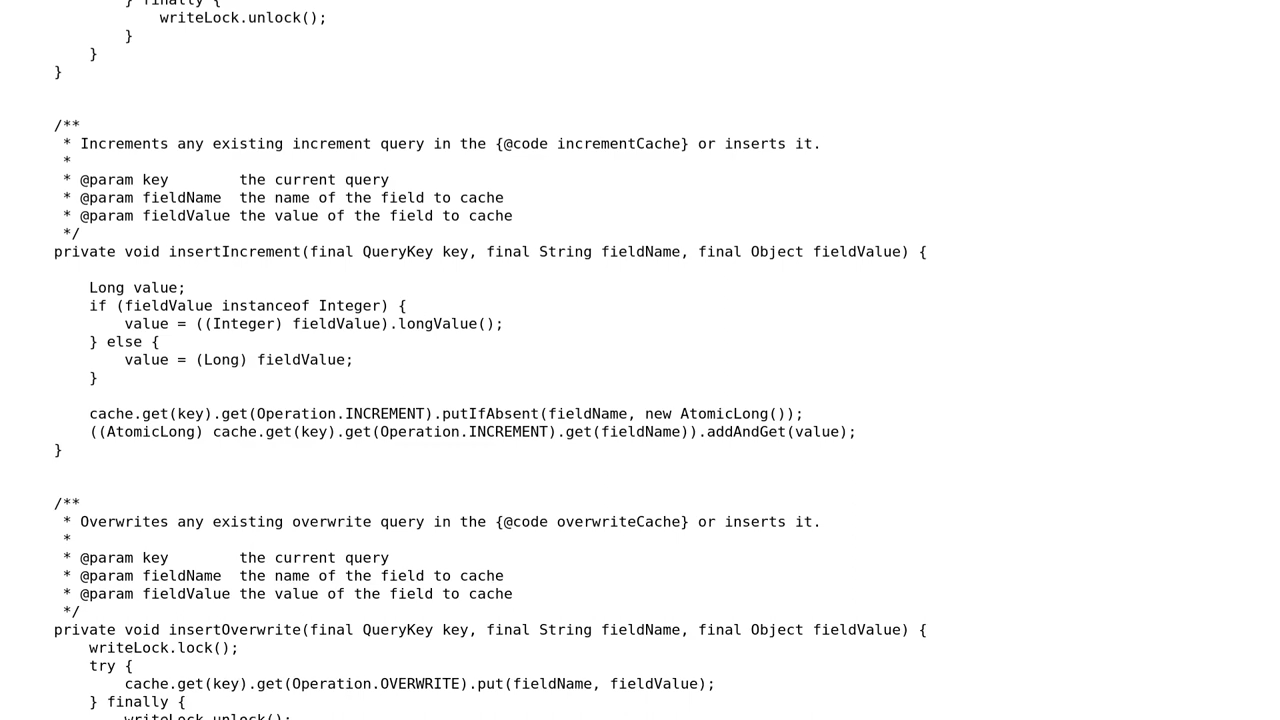 } finally {
                writeLock.unlock();
            }
        }
    }


    /**
     * Increments any existing increment query in the {@code incrementCache} or inserts it.
     *
     * @param key        the current query
     * @param fieldName  the name of the field to cache
     * @param fieldValue the value of the field to cache
     */
    private void insertIncrement(final QueryKey key, final String fieldName, final Object fieldValue) {

        Long value;
        if (fieldValue instanceof Integer) {
            value = ((Integer) fieldValue).longValue();
        } else {
            value = (Long) fieldValue;
        }

        cache.get(key).get(Operation.INCREMENT).putIfAbsent(fieldName, new AtomicLong());
        ((AtomicLong) cache.get(key).get(Operation.INCREMENT).get(fieldName)).addAndGet(value);
    }


    /**
     * Overwrites any existing overwrite query in the {@code overwriteCache} or inserts it.
     *
     * @param key        the current query
     * @param fieldName  the name of the field to cache
     * @param fieldValue the value of the field to cache
     */
    private void insertOverwrite(final QueryKey key, final String fieldName, final Object fieldValue) {
        writeLock.lock();
        try {
            cache.get(key).get(Operation.OVERWRITE).put(fieldName, fieldValue);
        } finally {
            writeLock.unlock();